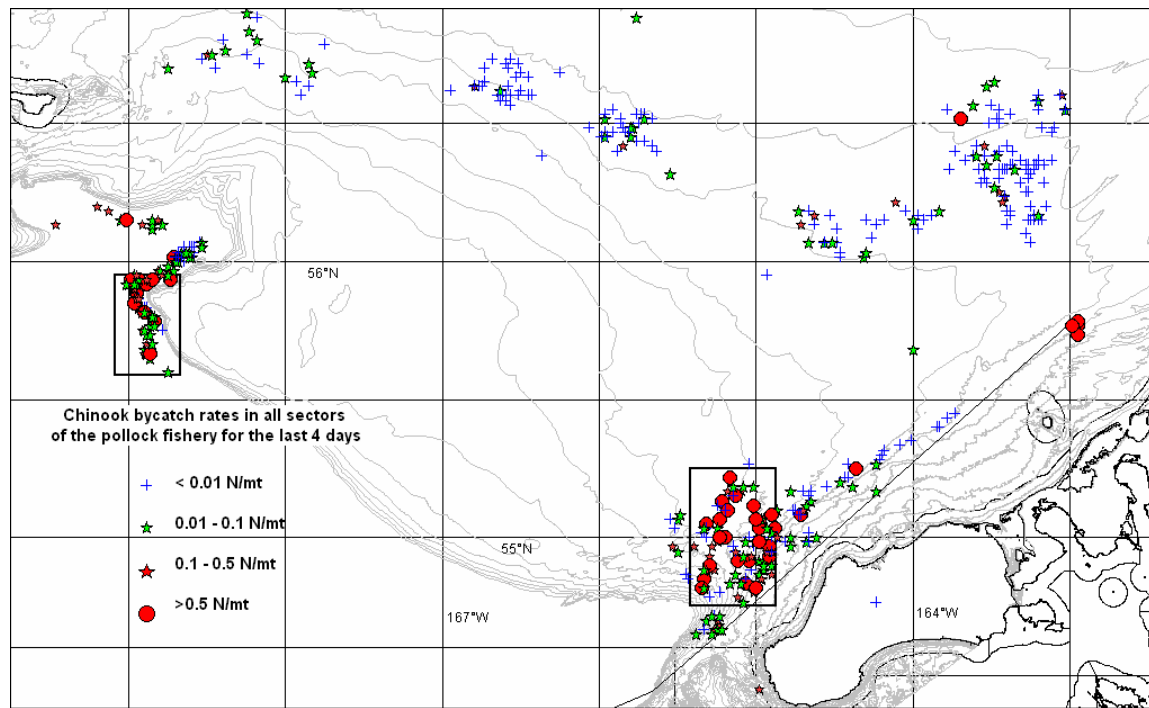 56°N
Chinook bycatch rates in all sectors
of the pollock fishery for the last 4 days
< 0.01 N/mt
0.01 - 0.1 N/mt
0.1 - 0.5 N/mt
>0.5 N/mt
55°N
167°W
164°W